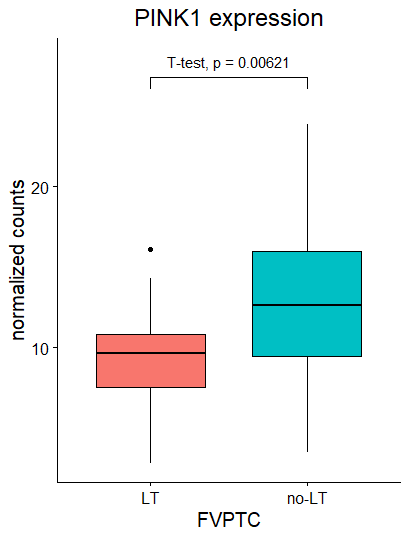 PINK1 expression
T-test, p = 0.00621
normalized counts
20
10
LT
no-LT
FVPTC